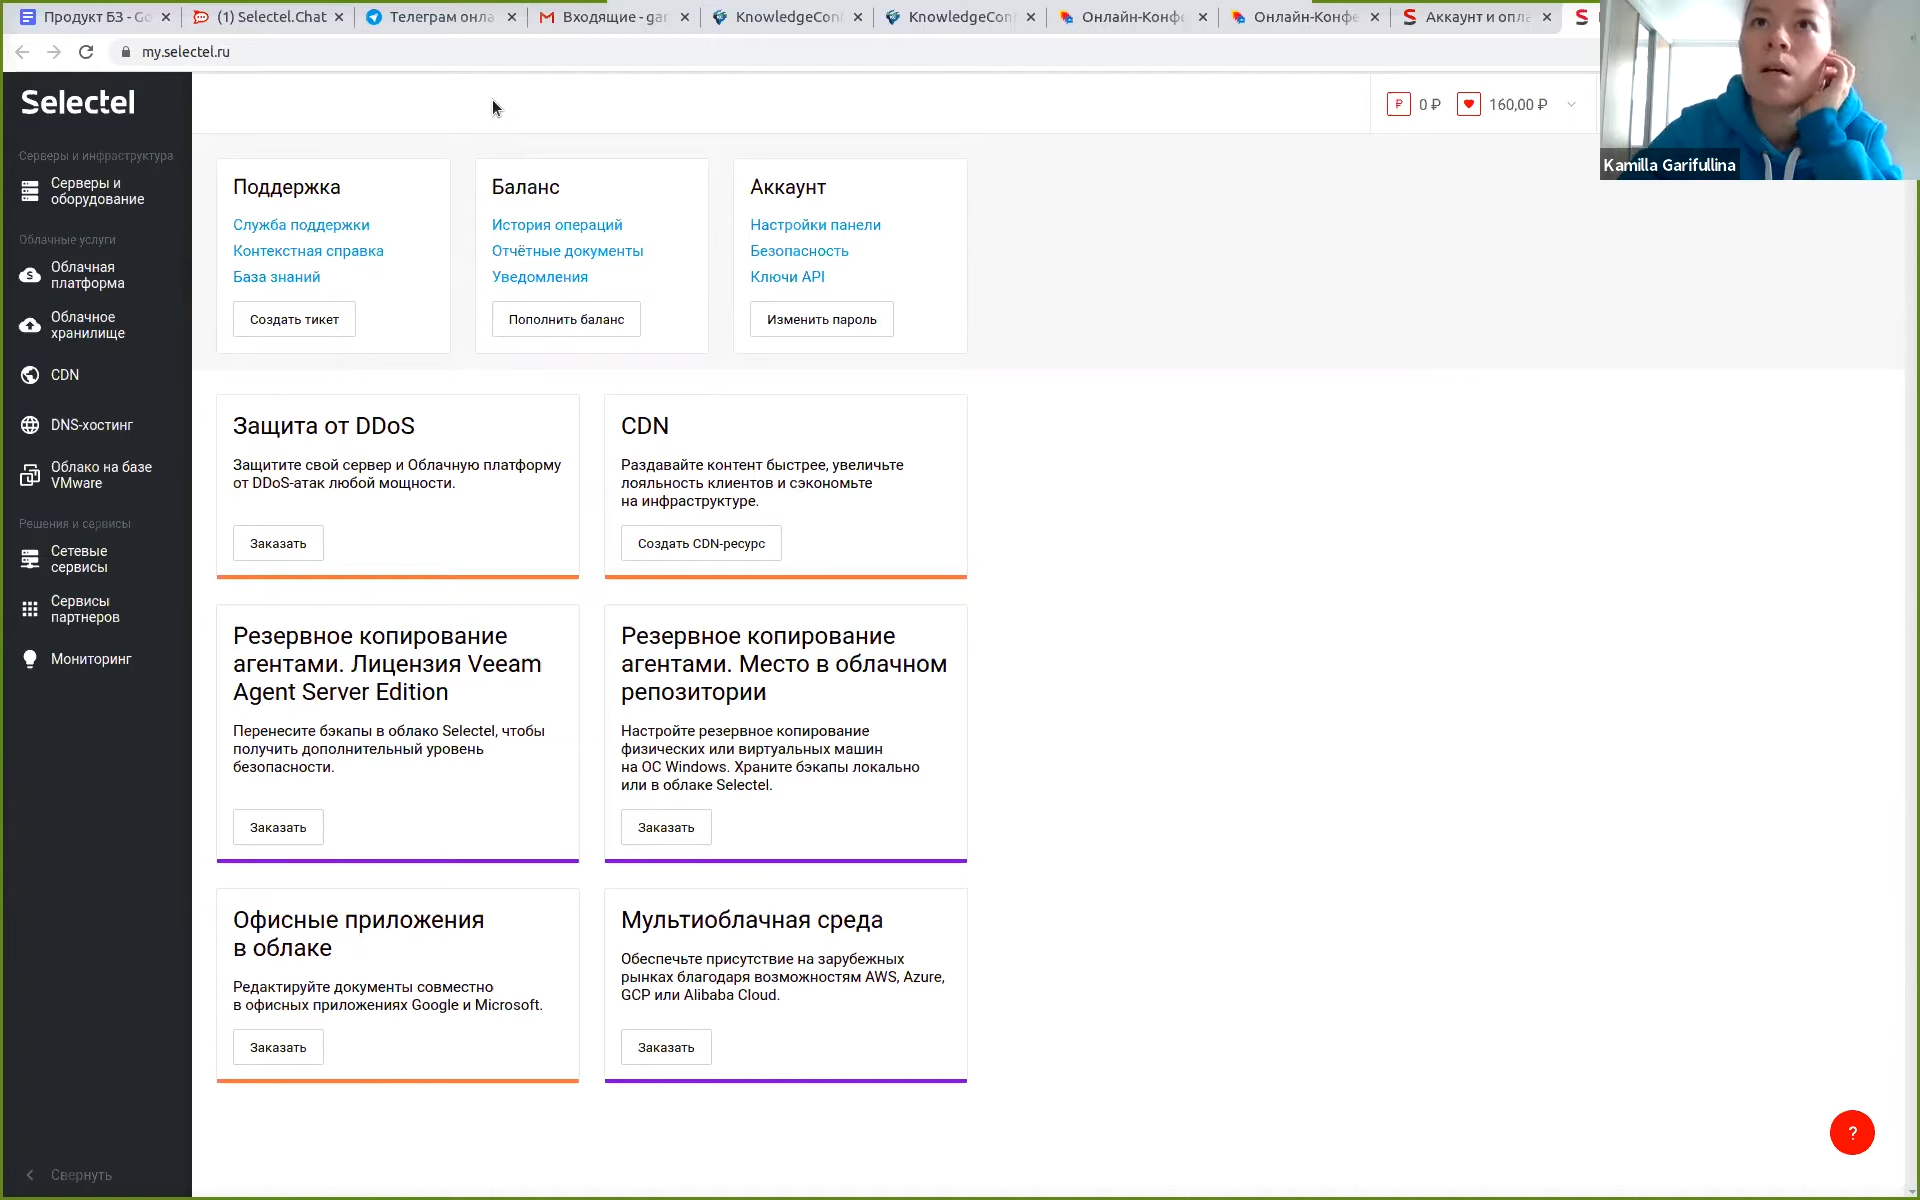 Продукт БЗ - Go
(1) Selectel.Chat
Телеграм онла
Входящие - gar
KnowledgeConf
KnowledgeConf
Онлайн-Конфе
Онлайн-Конфе
Аккаунт и опла
my.selectel.ru
Selectel
0 ₽
160,00 ₽
Kamilla Garifullina
Серверы и инфраструктура
Серверы и
оборудование
Облачные услуги
Облачная
платформа
Облачное
хранилище
CDN
DNS-хостинг
Облако на базе
VMware
Решения и сервисы
Сетевые
сервисы
Сервисы
партнеров
Мониторинг
Свернуть
Поддержка
Служба поддержки
Контекстная справка
База знаний
Создать тикет
Баланс
История операций
Отчётные документы
Уведомления
Пополнить баланс
Аккаунт
Настройки панели
Безопасность
Ключи API
Изменить пароль
Защита от DDoS
Защитите свой сервер и Облачную платформу
от DDoS-атак любой мощности.
Заказать
CDN
Раздавайте контент быстрее, увеличьте
лояльность клиентов и сэкономьте
на инфраструктуре.
Создать CDN-ресурс
Резервное копирование
агентами. Лицензия Veeam
Agent Server Edition
Перенесите бэкапы в облако Selectel, чтобы
получить дополнительный уровень
безопасности.
Заказать
Резервное копирование
агентами. Место в облачном
репозитории
Настройте резервное копирование
физических или виртуальных машин
на ОС Windows. Храните бэкапы локально
или в облаке Selectel.
Заказать
Офисные приложения
в облаке
Редактируйте документы совместно
в офисных приложениях Google и Microsoft.
Заказать
Мультиоблачная среда
Обеспечьте присутствие на зарубежных
рынках благодаря возможностям AWS, Azure,
GCP или Alibaba Cloud.
Заказать
?